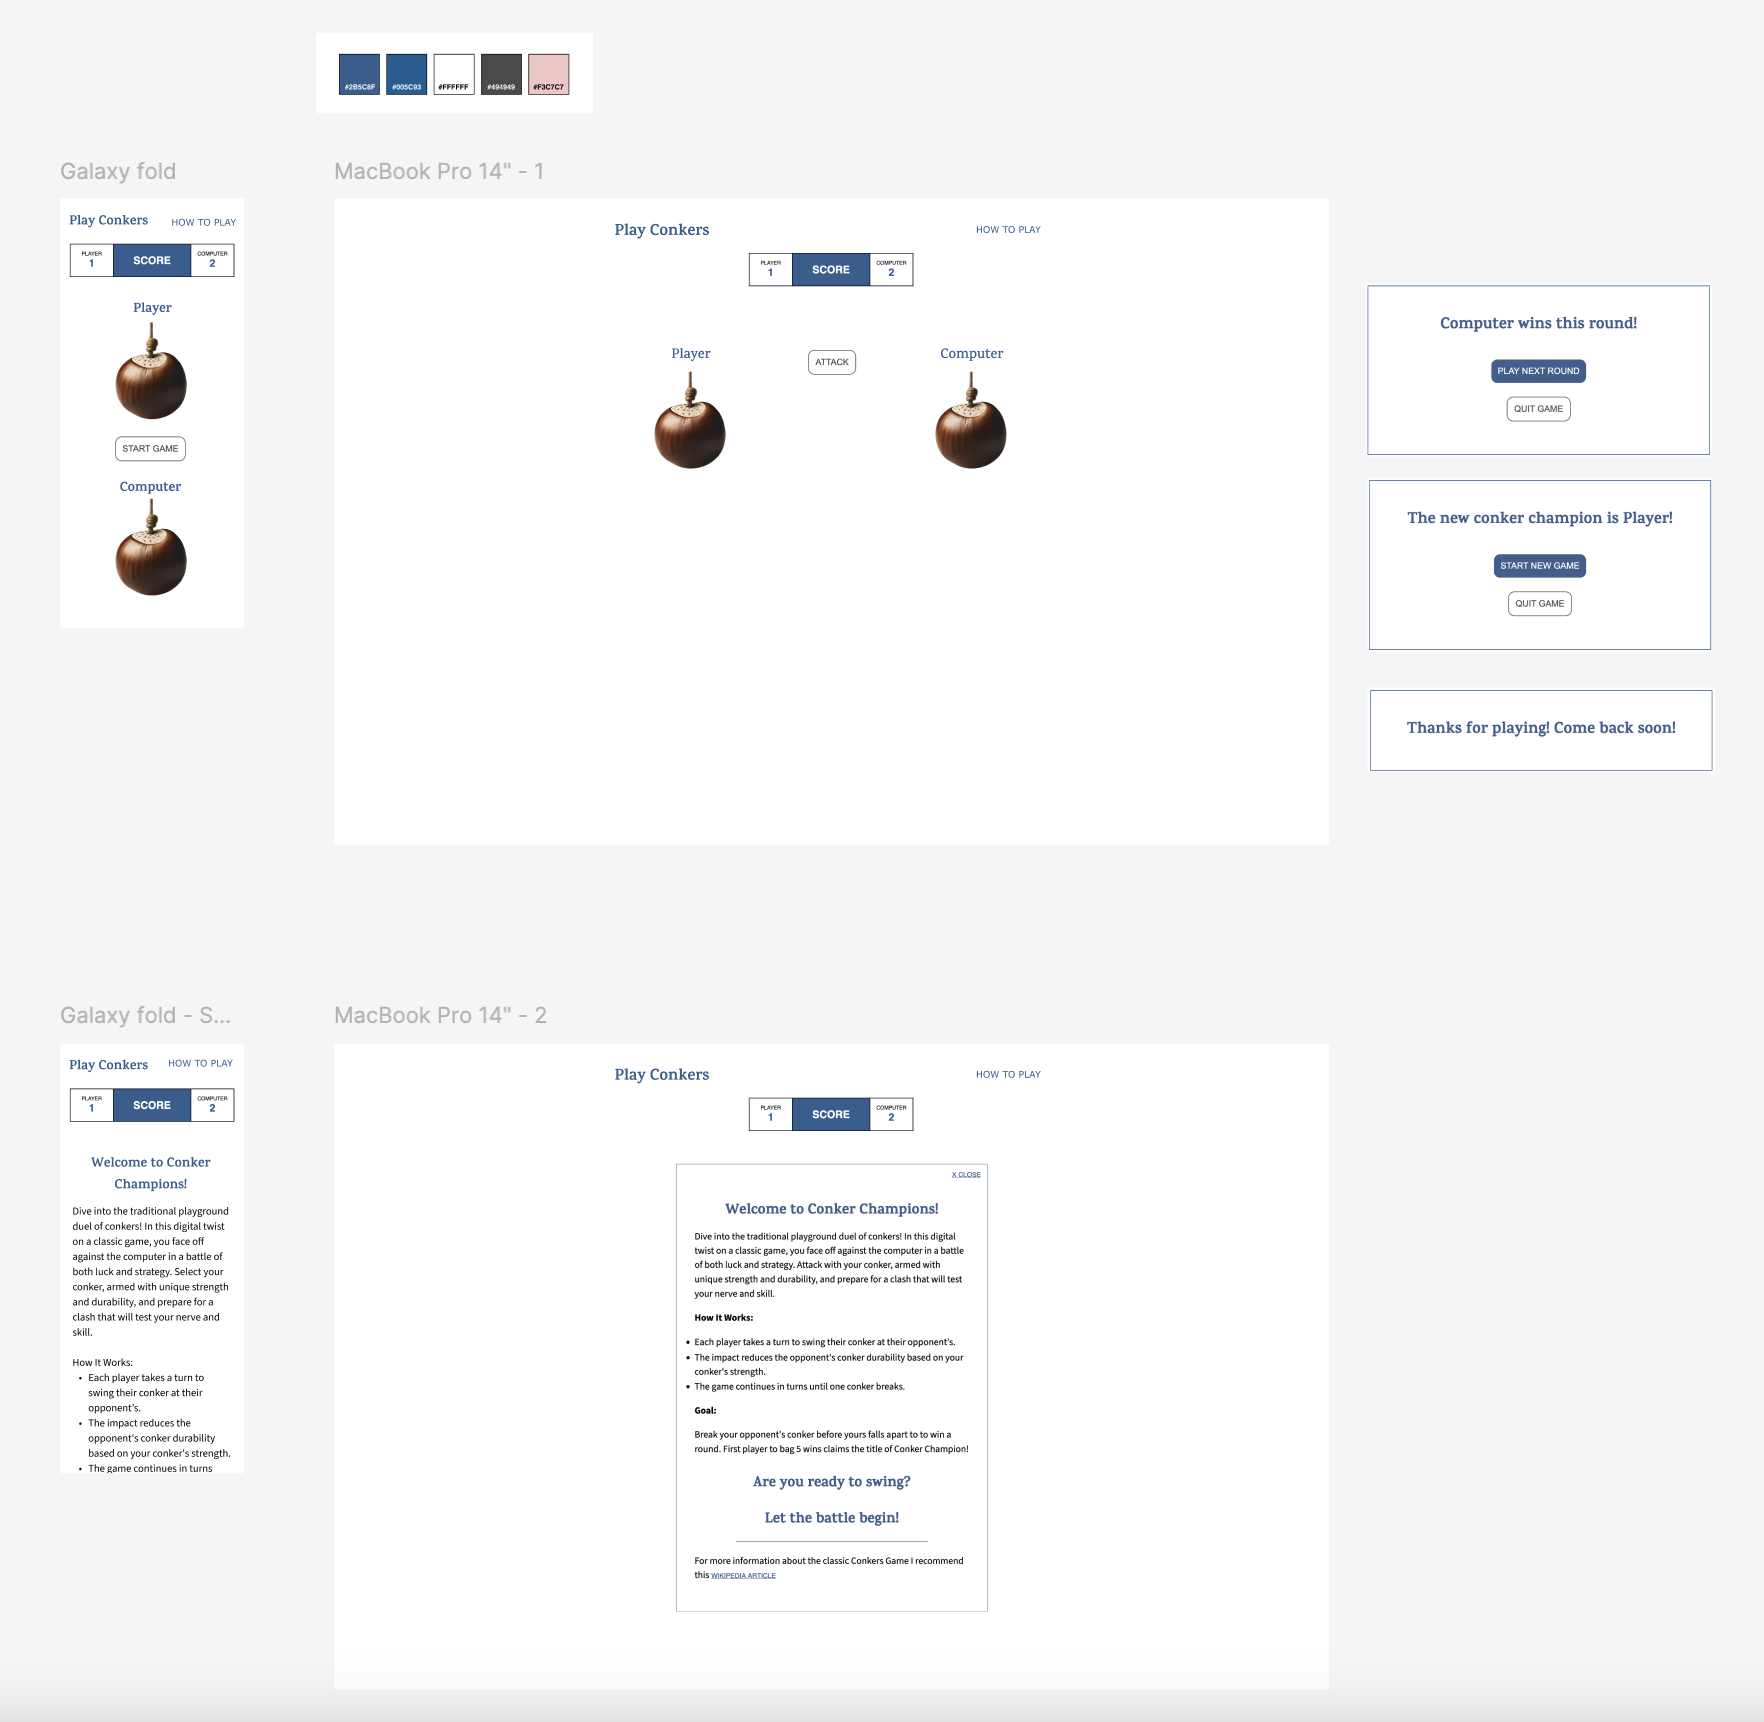 #2B5C8F #005C93 #FFFFFF #494949 #F3C7C7
Galaxy fold
Play Conkers HOW TO PLAY
PLAYER SCORE COMPUTER
1 2
Player
START GAME
Computer
MacBook Pro 14" - 1
Play Conkers HOW TO PLAY
PLAYER SCORE COMPUTER
1 2
Player ATTACK Computer
Computer wins this round!
PLAY NEXT ROUND
QUIT GAME
The new conker champion is Player!
START NEW GAME
QUIT GAME
Thanks for playing! Come back soon!
Galaxy fold - S...
Play Conkers HOW TO PLAY
PLAYER SCORE COMPUTER
1 2
Welcome to Conker
Champions!
Dive into the traditional playground
duel of conkers! In this digital twist
on a classic game, you face off
against the computer in a battle of
both luck and strategy. Select your
conker, armed with unique strength
and durability, and prepare for a
clash that will test your nerve and
skill.
How It Works:
• Each player takes a turn to
swing their conker at their
opponent's.
• The impact reduces the
opponent's conker durability
based on your conker's strength.
• The game continues in turns
MacBook Pro 14" - 2
Play Conkers HOW TO PLAY
PLAYER SCORE COMPUTER
1 2
X CLOSE
Welcome to Conker Champions!
Dive into the traditional playground duel of conkers! In this digital
twist on a classic game, you face off against the computer in a battle
of both luck and strategy. Attack with your conker, armed with
unique strength and durability, and prepare for a clash that will test
your nerve and skill.
How It Works:
• Each player takes a turn to swing their conker at their opponent's.
• The impact reduces the opponent's conker durability based on your
conker's strength.
• The game continues in turns until one conker breaks.
Goal:
Break your opponent's conker before yours falls apart to to win a
round. First player to bag 5 wins claims the title of Conker Champion!
Are you ready to swing?
Let the battle begin!
For more information about the classic Conkers Game I recommend
this WIKIPEDIA ARTICLE